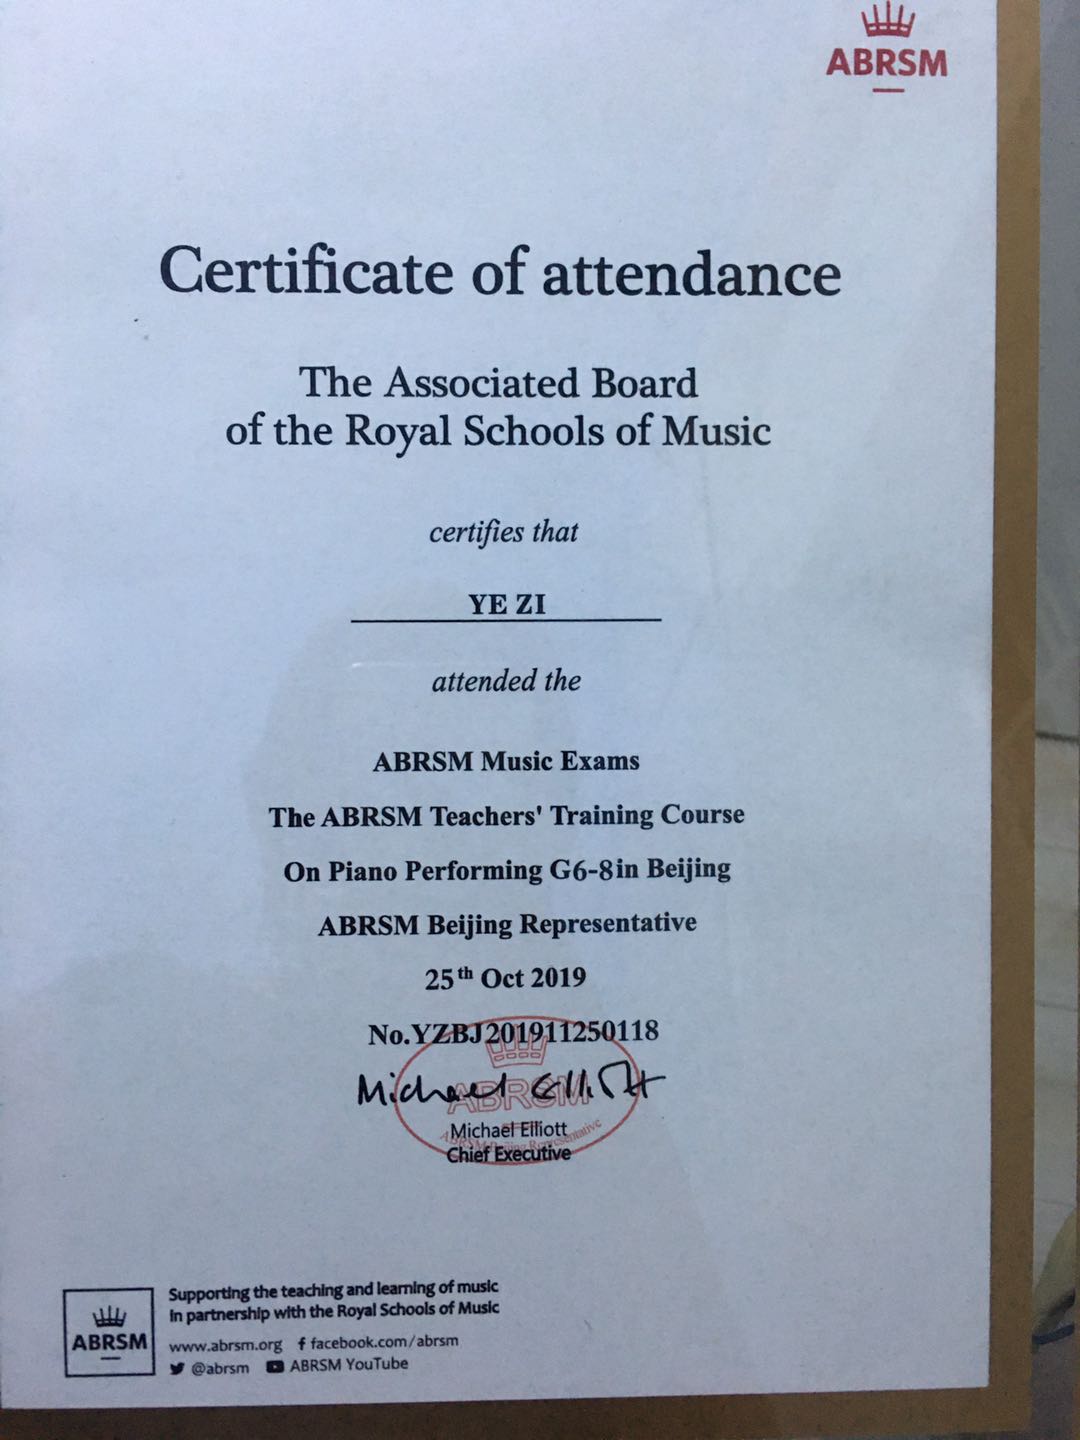 ABRSM
Certificate of attendance
The Associated Board
of the Royal Schools of Music
certifies that
YE ZI
attended the
ABRSM Music Exams
The ABRSM Teachers' Training Course
On Piano Performing G6-8in Beijing
ABRSM Beijing Representative
25th Oct 2019
No.YZBJ201911250118
Michael Elliott
ABRSM
Michael Elliott
ABRSM Beijing Representative
Chief Executive
Supporting the teaching and learning of music
in partnership with the Royal Schools of Music
ABRSM
www.abrsm.org f facebook.com/abrsm
@abrsm ABRSM YouTube